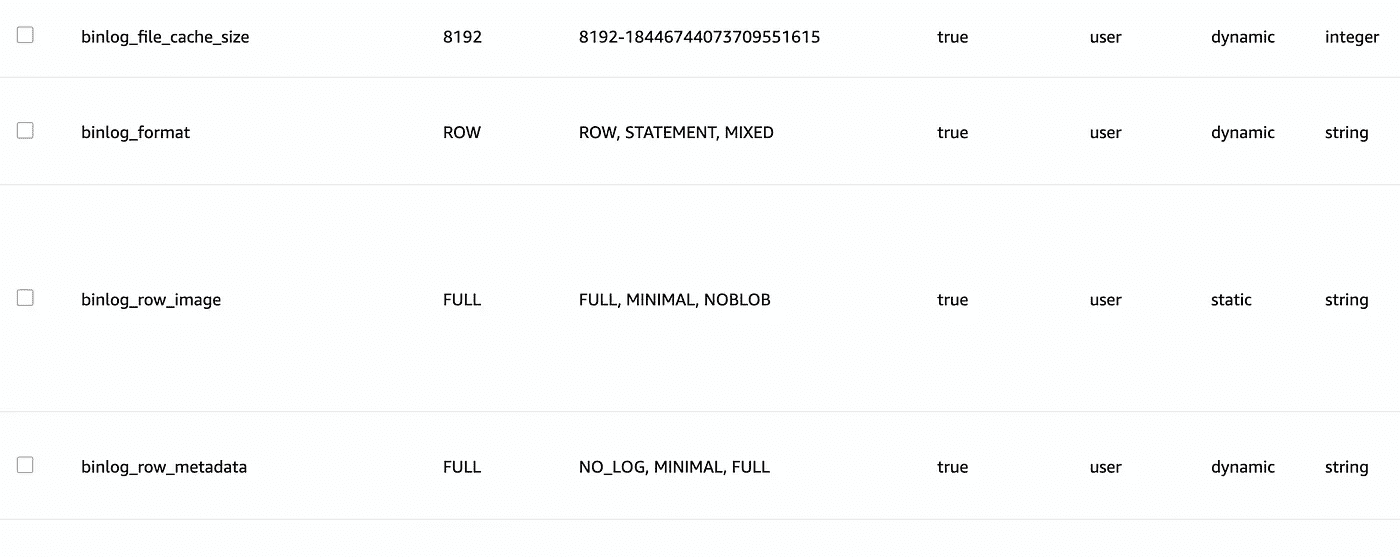 binlog_file_cache_size 8192 8192-18446744073709551615 true user dynamic integer
binlog_format ROW ROW, STATEMENT, MIXED true user dynamic string
binlog_row_image FULL FULL, MINIMAL, NOBLOB true user static string
binlog_row_metadata FULL NO_LOG, MINIMAL, FULL true user dynamic string